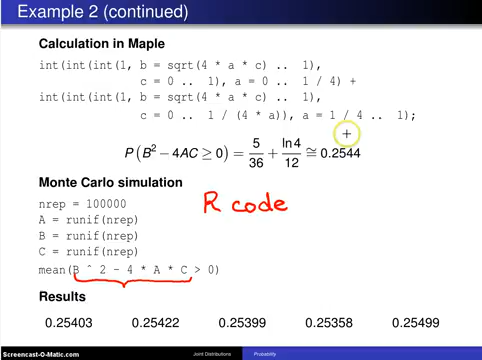 Example 2 (continued)
Calculation in Maple
int(int(int(1, b = sqrt(4 * a * c) .. 1),
c = 0 .. 1), a = 0 .. 1 / 4) +
int(int(int(1, b = sqrt(4 * a * c) .. 1),
c = 0 .. 1 / (4 * a)), a = 1 / 4 .. 1);
P(B² − 4AC ≥ 0) = 5/36 + ln 4/12 ≅ 0.2544
Monte Carlo simulation
R code
nrep = 100000
A = runif(nrep)
B = runif(nrep)
C = runif(nrep)
mean(B ^ 2 - 4 * A * C > 0)
Results
0.25403 0.25422 0.25399 0.25358 0.25499
Screencast-O-Matic.com Joint Distributions Probability